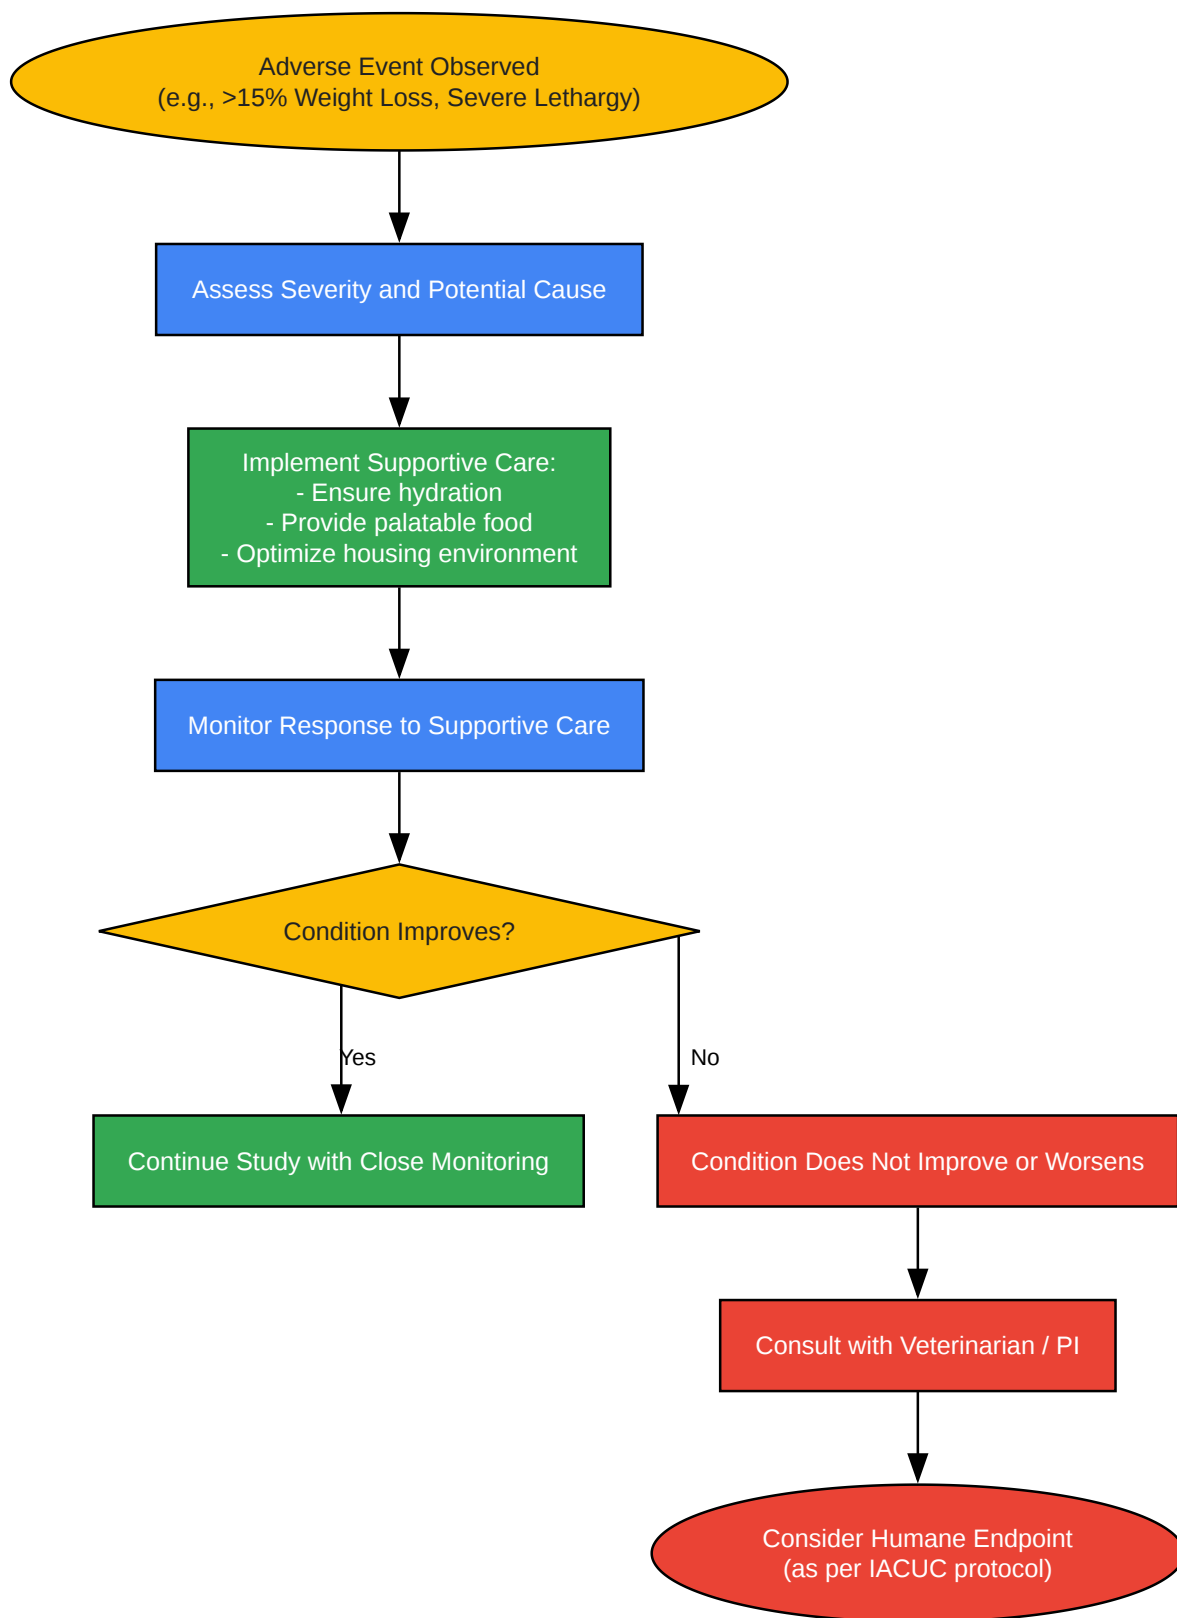 Adverse Event Observed
(e.g., >15% Weight Loss, Severe Lethargy)
Assess Severity and Potential Cause
Implement Supportive Care:
- Ensure hydration
- Provide palatable food
- Optimize housing environment
Monitor Response to Supportive Care
Condition Improves?
Yes
No
Continue Study with Close Monitoring
Condition Does Not Improve or Worsens
Consult with Veterinarian / PI
Consider Humane Endpoint
(as per IACUC protocol)